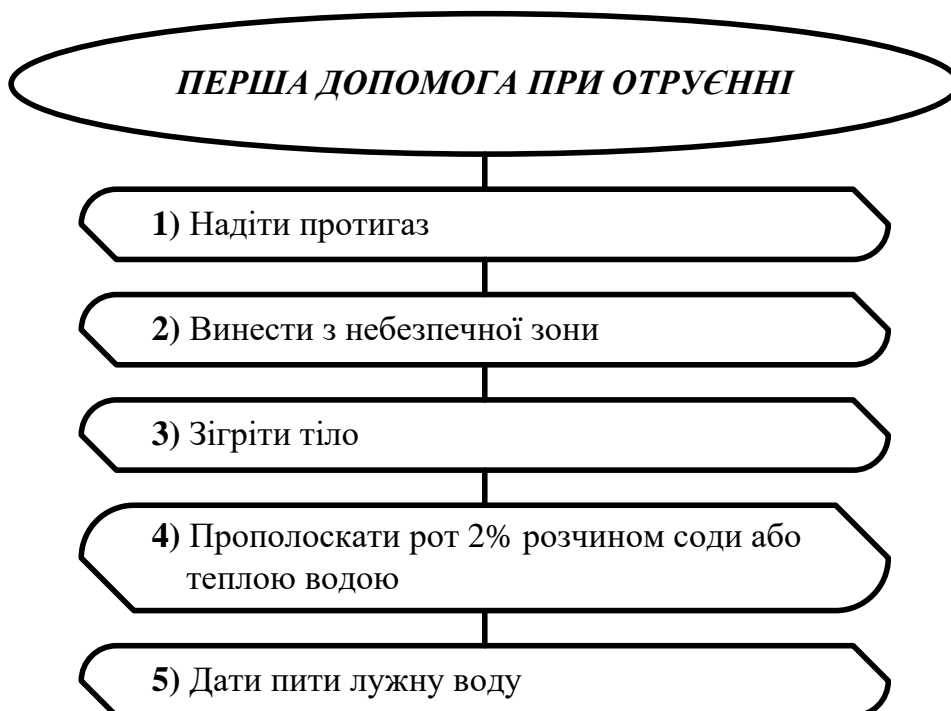 ПЕРША ДОПОМОГА ПРИ ОТРУЄННІ
1) Надіти протигаз
2) Винести з небезпечної зони
3) Зігріти тіло
4) Прополоскати рот 2% розчином соди або
теплою водою
5) Дати пити лужну воду